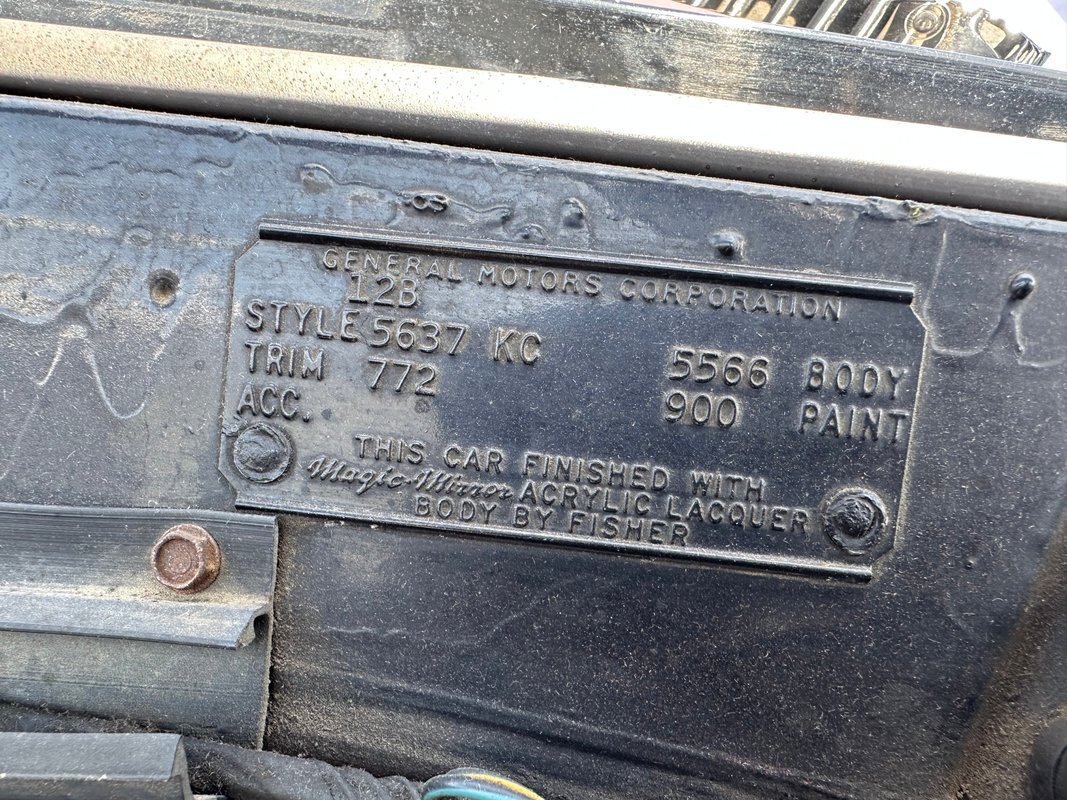 GENERAL MOTORS CORPORATION
12B
STYLE 5637 KC 5566 BODY
TRIM 772 900 PAINT
ACC.
THIS CAR FINISHED WITH
Magic-Mirror ACRYLIC LACQUER
BODY BY FISHER